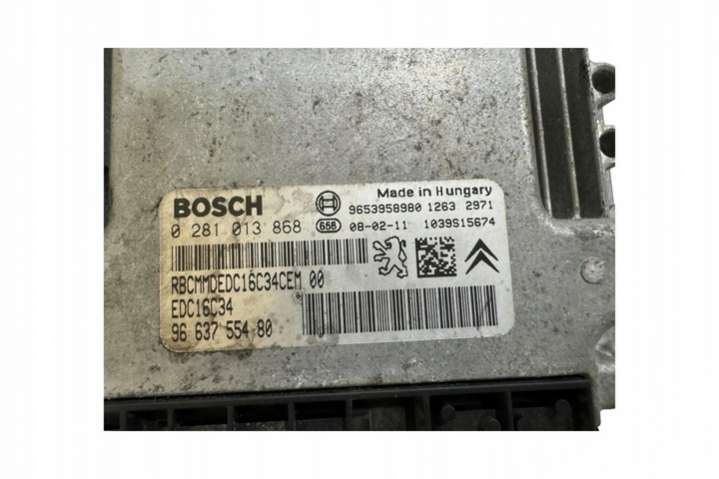 Made in Hungary
BOSCH 9653958980 1263 2971
0 281 013 868 656 08-02-11 1039S15674
RBCMMDEDC16C34CEM 00
EDC16C34
96 637 554 80